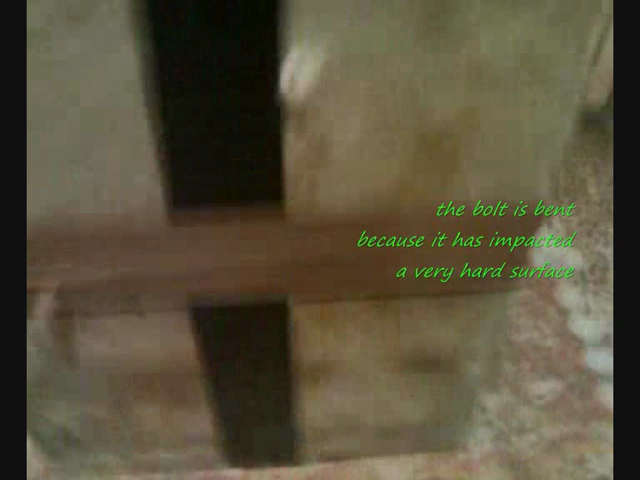 the bolt is bent
because it has impacted
a very hard surface